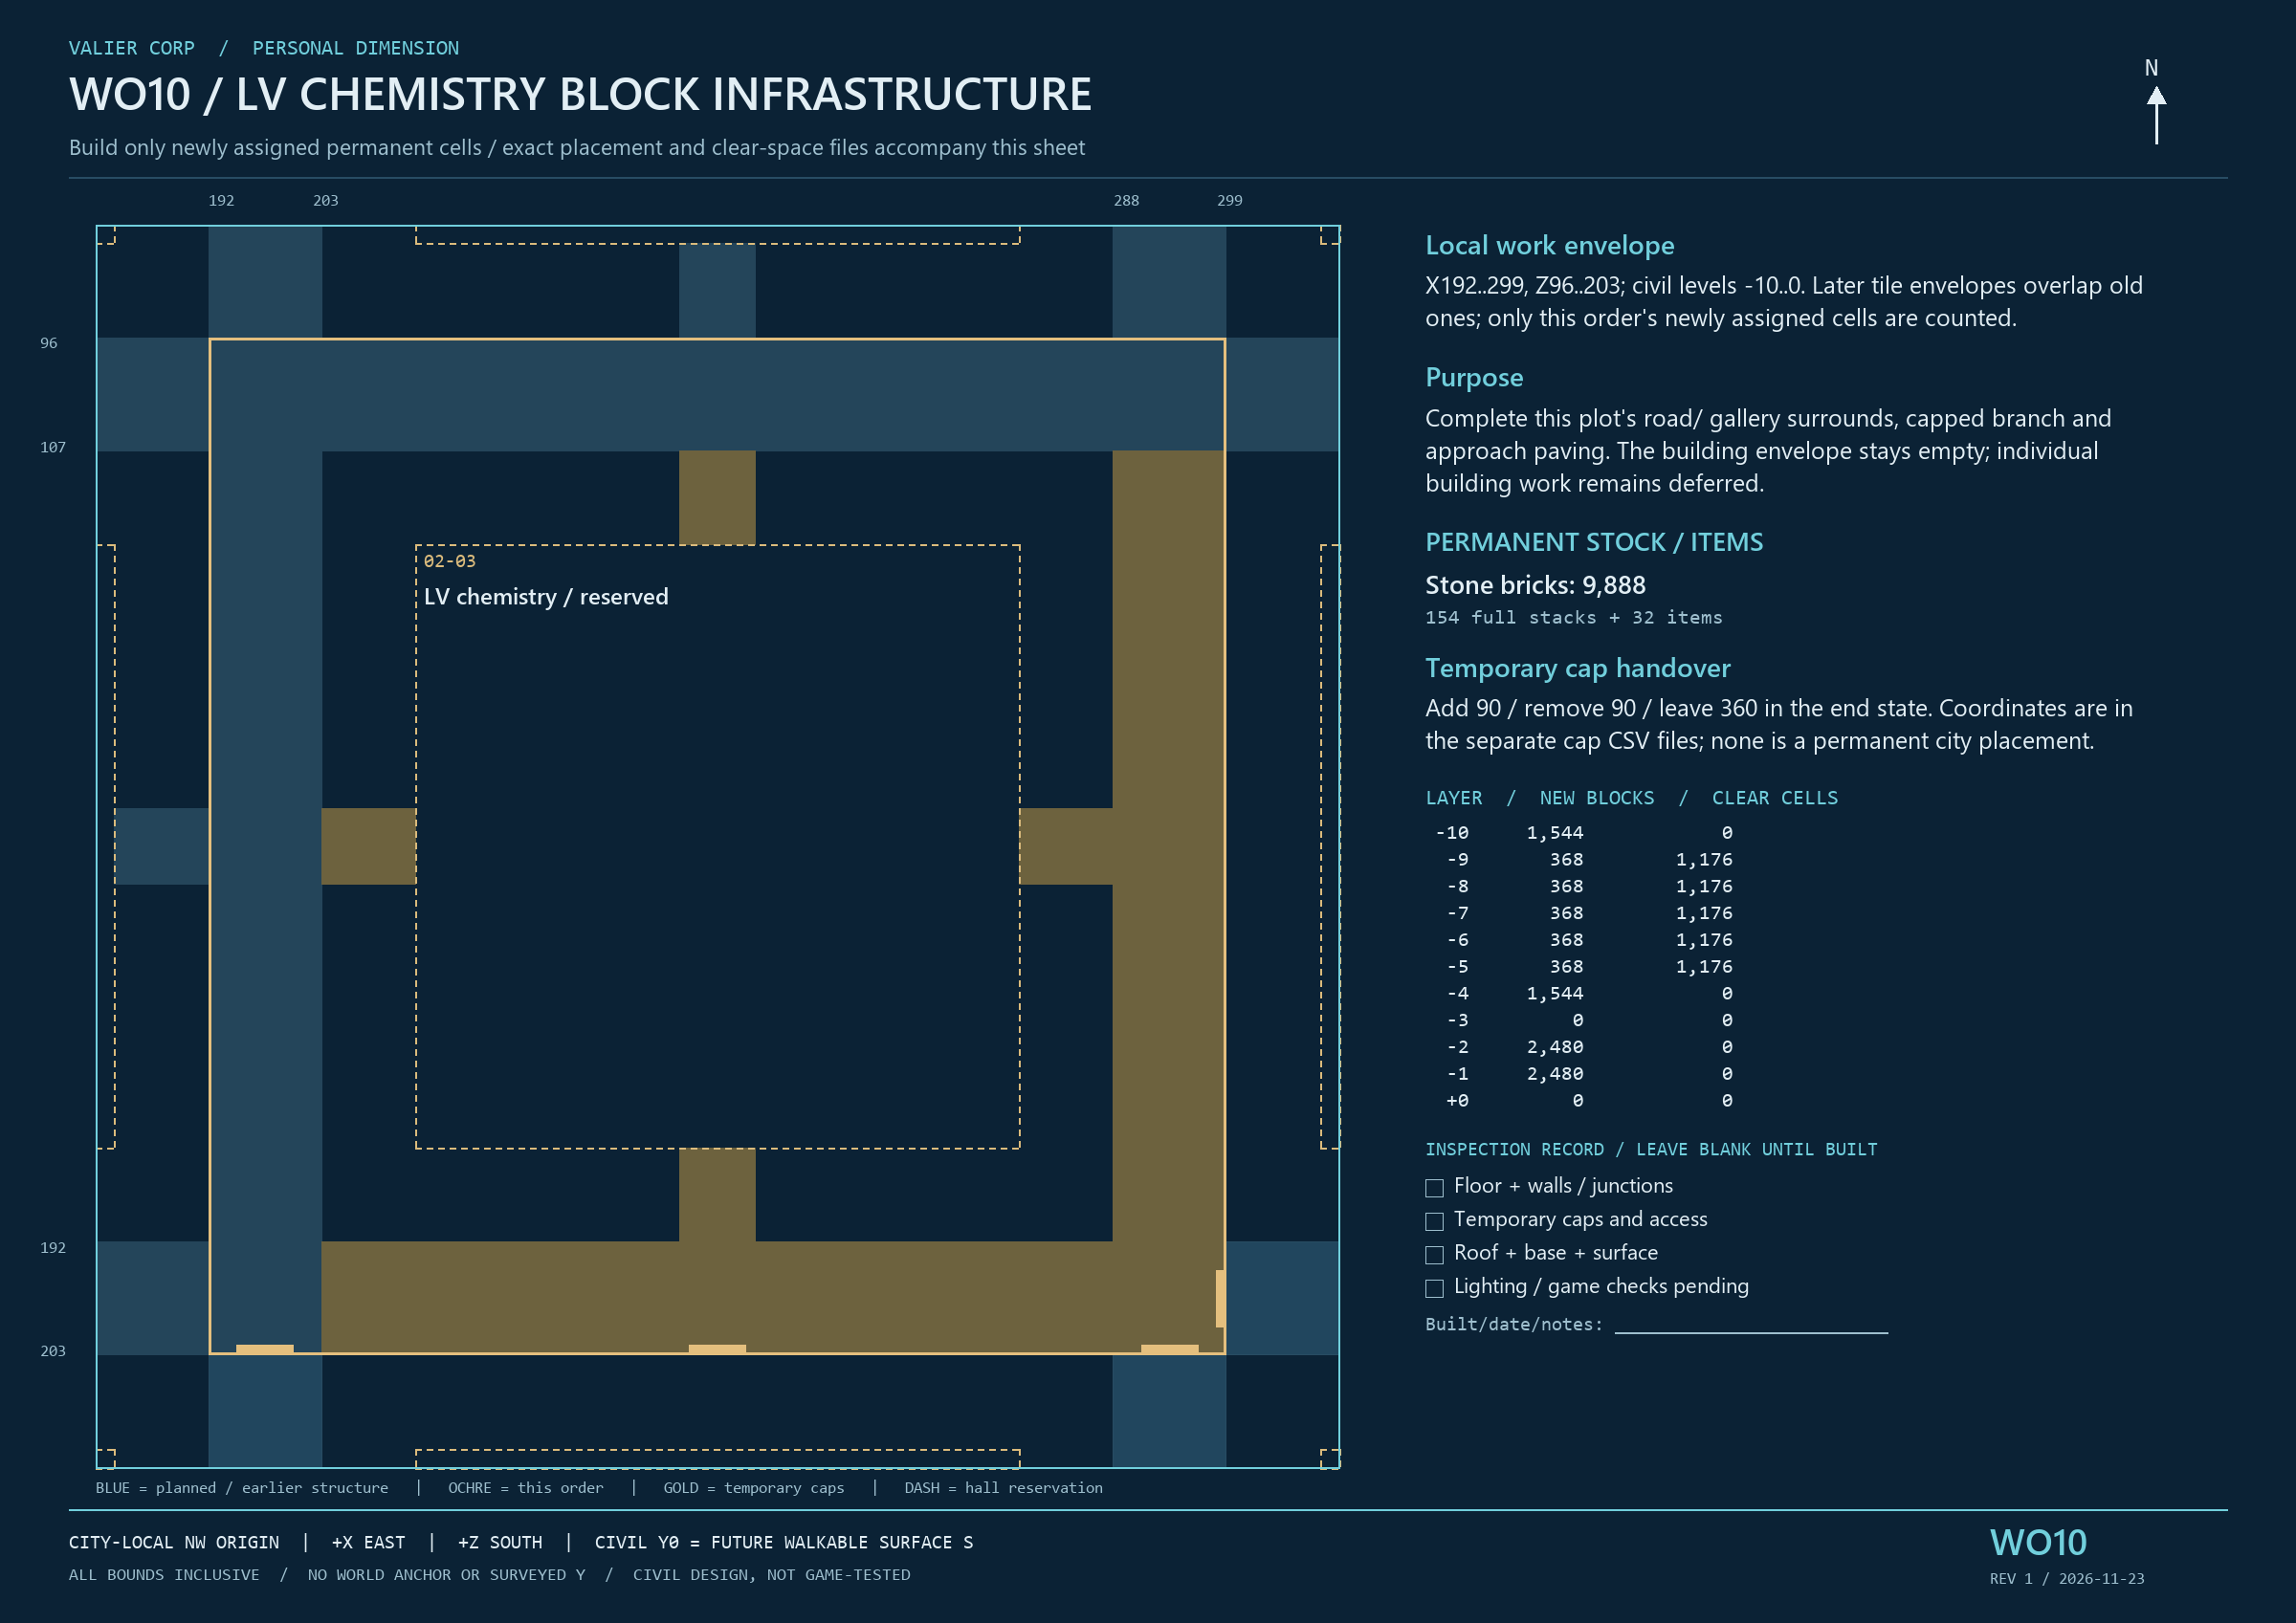 VALIER CORP / PERSONAL DIMENSION
WO10 / LV CHEMISTRY BLOCK INFRASTRUCTURE
Build only newly assigned permanent cells / exact placement and clear-space files accompany this sheet
N
192 203 288 299
96
107
192
203
02-03
LV chemistry / reserved
Local work envelope
X192..299, Z96..203; civil levels -10..0. Later tile envelopes overlap old
ones; only this order's newly assigned cells are counted.
Purpose
Complete this plot's road/ gallery surrounds, capped branch and
approach paving. The building envelope stays empty; individual
building work remains deferred.
PERMANENT STOCK / ITEMS
Stone bricks: 9,888
154 full stacks + 32 items
Temporary cap handover
Add 90 / remove 90 / leave 360 in the end state. Coordinates are in
the separate cap CSV files; none is a permanent city placement.
LAYER / NEW BLOCKS / CLEAR CELLS
-10 1,544 0
-9 368 1,176
-8 368 1,176
-7 368 1,176
-6 368 1,176
-5 368 1,176
-4 1,544 0
-3 0 0
-2 2,480 0
-1 2,480 0
+0 0 0
INSPECTION RECORD / LEAVE BLANK UNTIL BUILT
Floor + walls / junctions
Temporary caps and access
Roof + base + surface
Lighting / game checks pending
Built/date/notes:
BLUE = planned / earlier structure | OCHRE = this order | GOLD = temporary caps | DASH = hall reservation
CITY-LOCAL NW ORIGIN | +X EAST | +Z SOUTH | CIVIL Y0 = FUTURE WALKABLE SURFACE S
ALL BOUNDS INCLUSIVE / NO WORLD ANCHOR OR SURVEYED Y / CIVIL DESIGN, NOT GAME-TESTED
WO10
REV 1 / 2026-11-23